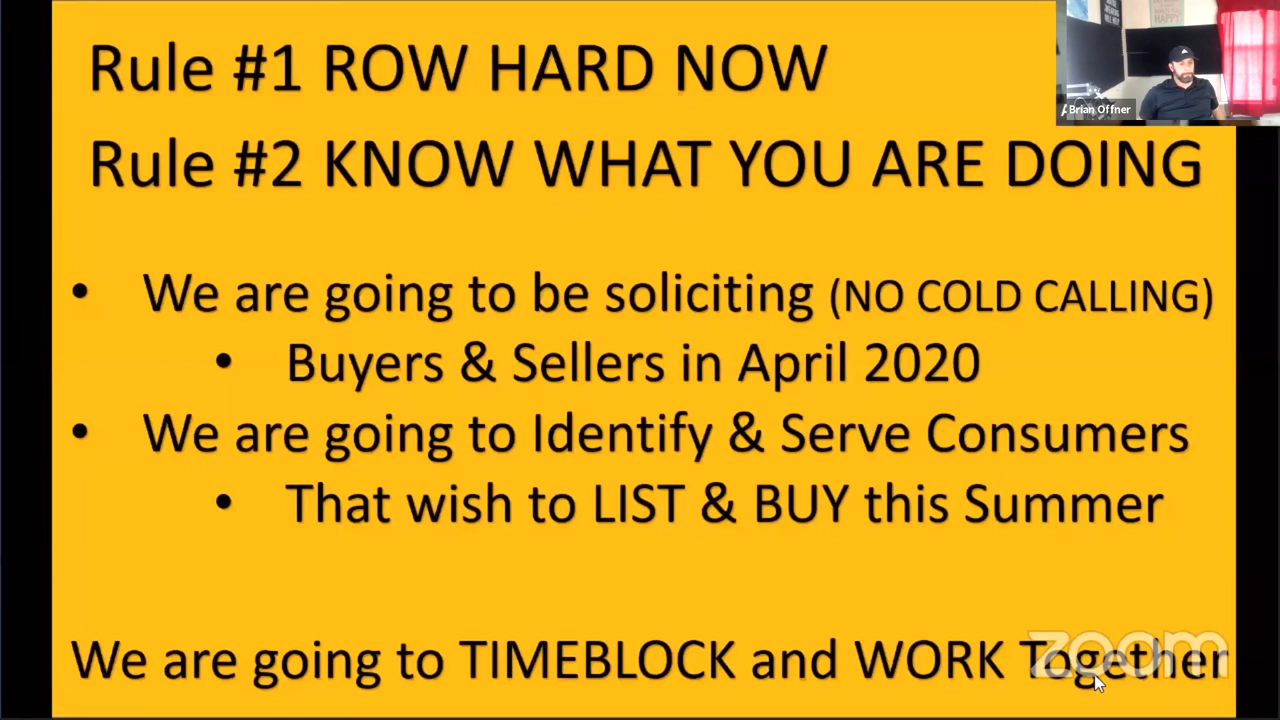 Rule #1 ROW HARD NOW
Rule #2 KNOW WHAT YOU ARE DOING
• We are going to be soliciting (NO COLD CALLING)
• Buyers & Sellers in April 2020
• We are going to Identify & Serve Consumers
• That wish to LIST & BUY this Summer
We are going to TIMEBLOCK and WORK Together
zoom
Brian Offner
HAPPY